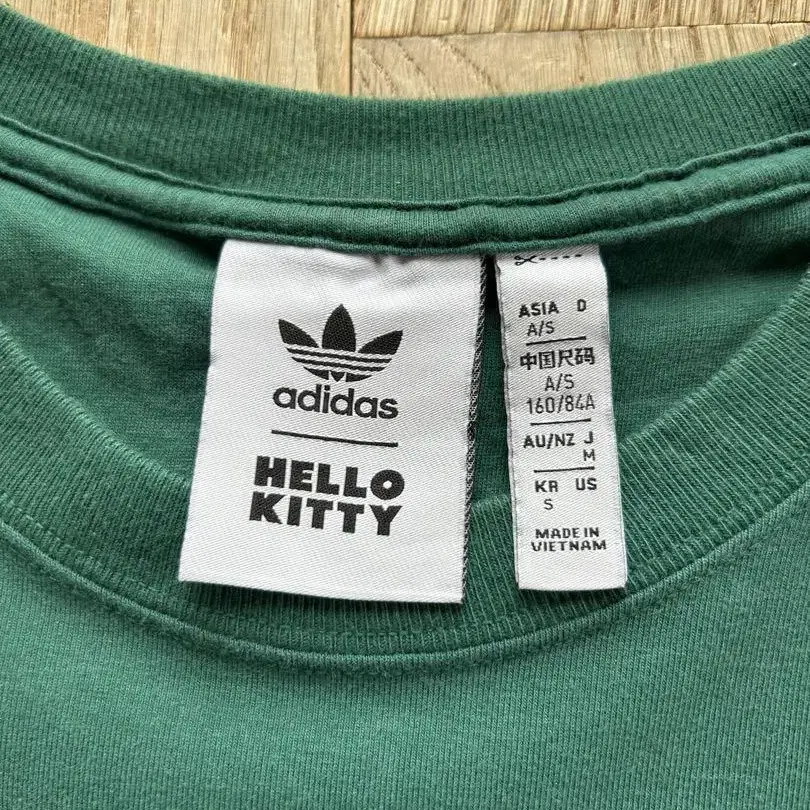 adidas
HELLO
KITTY
ASIA D
A/S
中国尺码
A/S
160/84A
AU/NZ J
M
KR US
S
MADE IN
VIETNAM